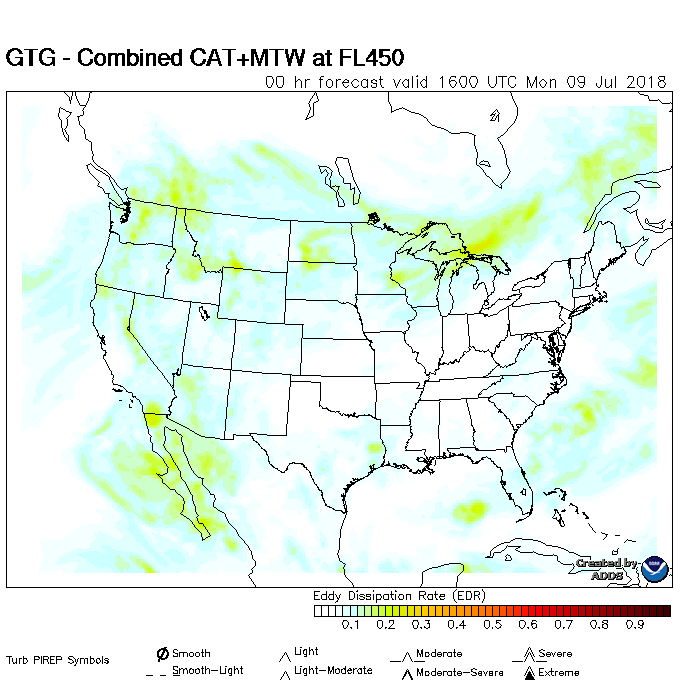 GTG - Combined CAT+MTW at FL450
00 hr forecast valid 1600 UTC Mon 09 Jul 2018
Created by
ADDS
Eddy Dissipation Rate (EDR)
0.1 0.2 0.3 0.4 0.5 0.6 0.7 0.8 0.9
Turb PIREP Symbols
Smooth
Light
Moderate
Severe
Smooth-Light
Light-Moderate
Moderate-Severe
Extreme